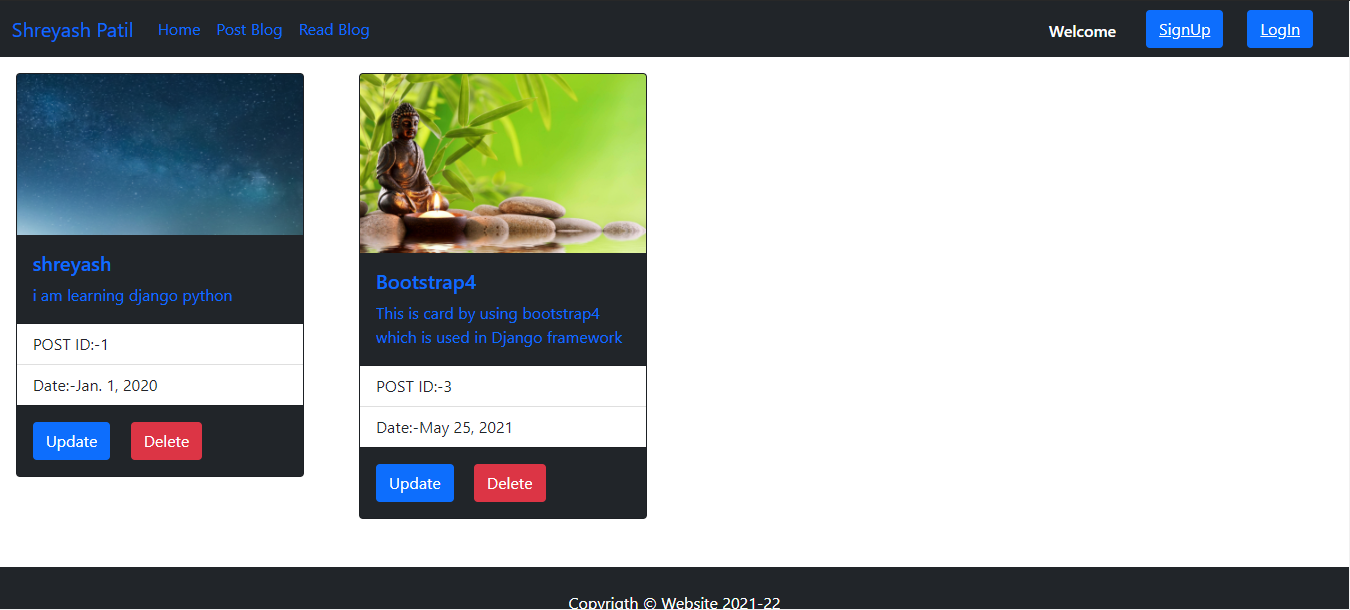 Shreyash Patil Home Post Blog Read Blog Welcome SignUp LogIn
shreyash
i am learning django python
POST ID:-1
Date:-Jan. 1, 2020
Update Delete
Bootstrap4
This is card by using bootstrap4
which is used in Django framework
POST ID:-3
Date:-May 25, 2021
Update Delete
Copyrigth © Website 2021-22